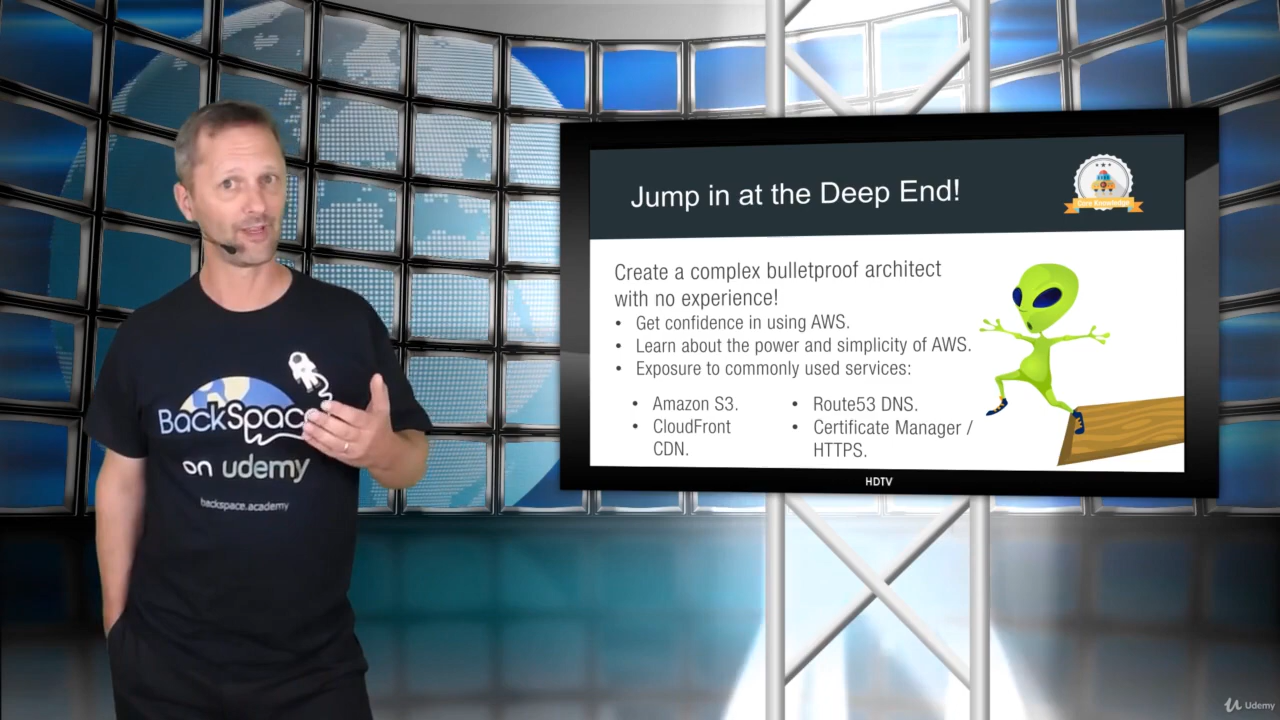 Jump in at the Deep End!
Core Knowledge
Create a complex bulletproof architect
with no experience!
• Get confidence in using AWS.
• Learn about the power and simplicity of AWS.
• Exposure to commonly used services:
• Amazon S3.
• CloudFront
CDN.
• Route53 DNS.
• Certificate Manager /
HTTPS.
HDTV
BackSpac
on udemy
backspace.academy
Udemy